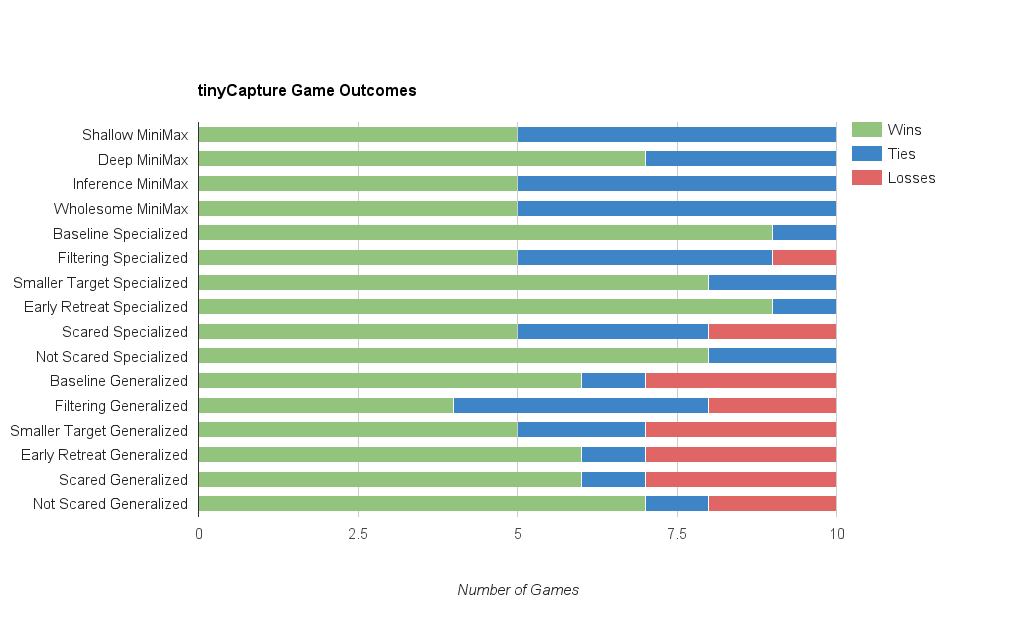 tinyCapture Game Outcomes
Shallow MiniMax
Deep MiniMax
Inference MiniMax
Wholesome MiniMax
Baseline Specialized
Filtering Specialized
Smaller Target Specialized
Early Retreat Specialized
Scared Specialized
Not Scared Specialized
Baseline Generalized
Filtering Generalized
Smaller Target Generalized
Early Retreat Generalized
Scared Generalized
Not Scared Generalized
0 2.5 5 7.5 10
Number of Games
Wins
Ties
Losses